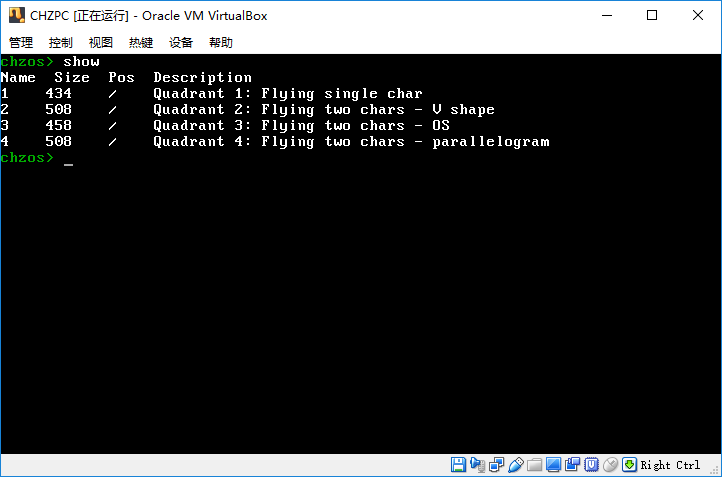 CHZPC [正在运行] - Oracle VM VirtualBox
管理 控制 视图 热键 设备 帮助
chzos> show
Name Size Pos Description
1 434 / Quadrant 1: Flying single char
2 508 / Quadrant 2: Flying two chars - V shape
3 458 / Quadrant 3: Flying two chars - OS
4 508 / Quadrant 4: Flying two chars - parallelogram
chzos> _
Right Ctrl